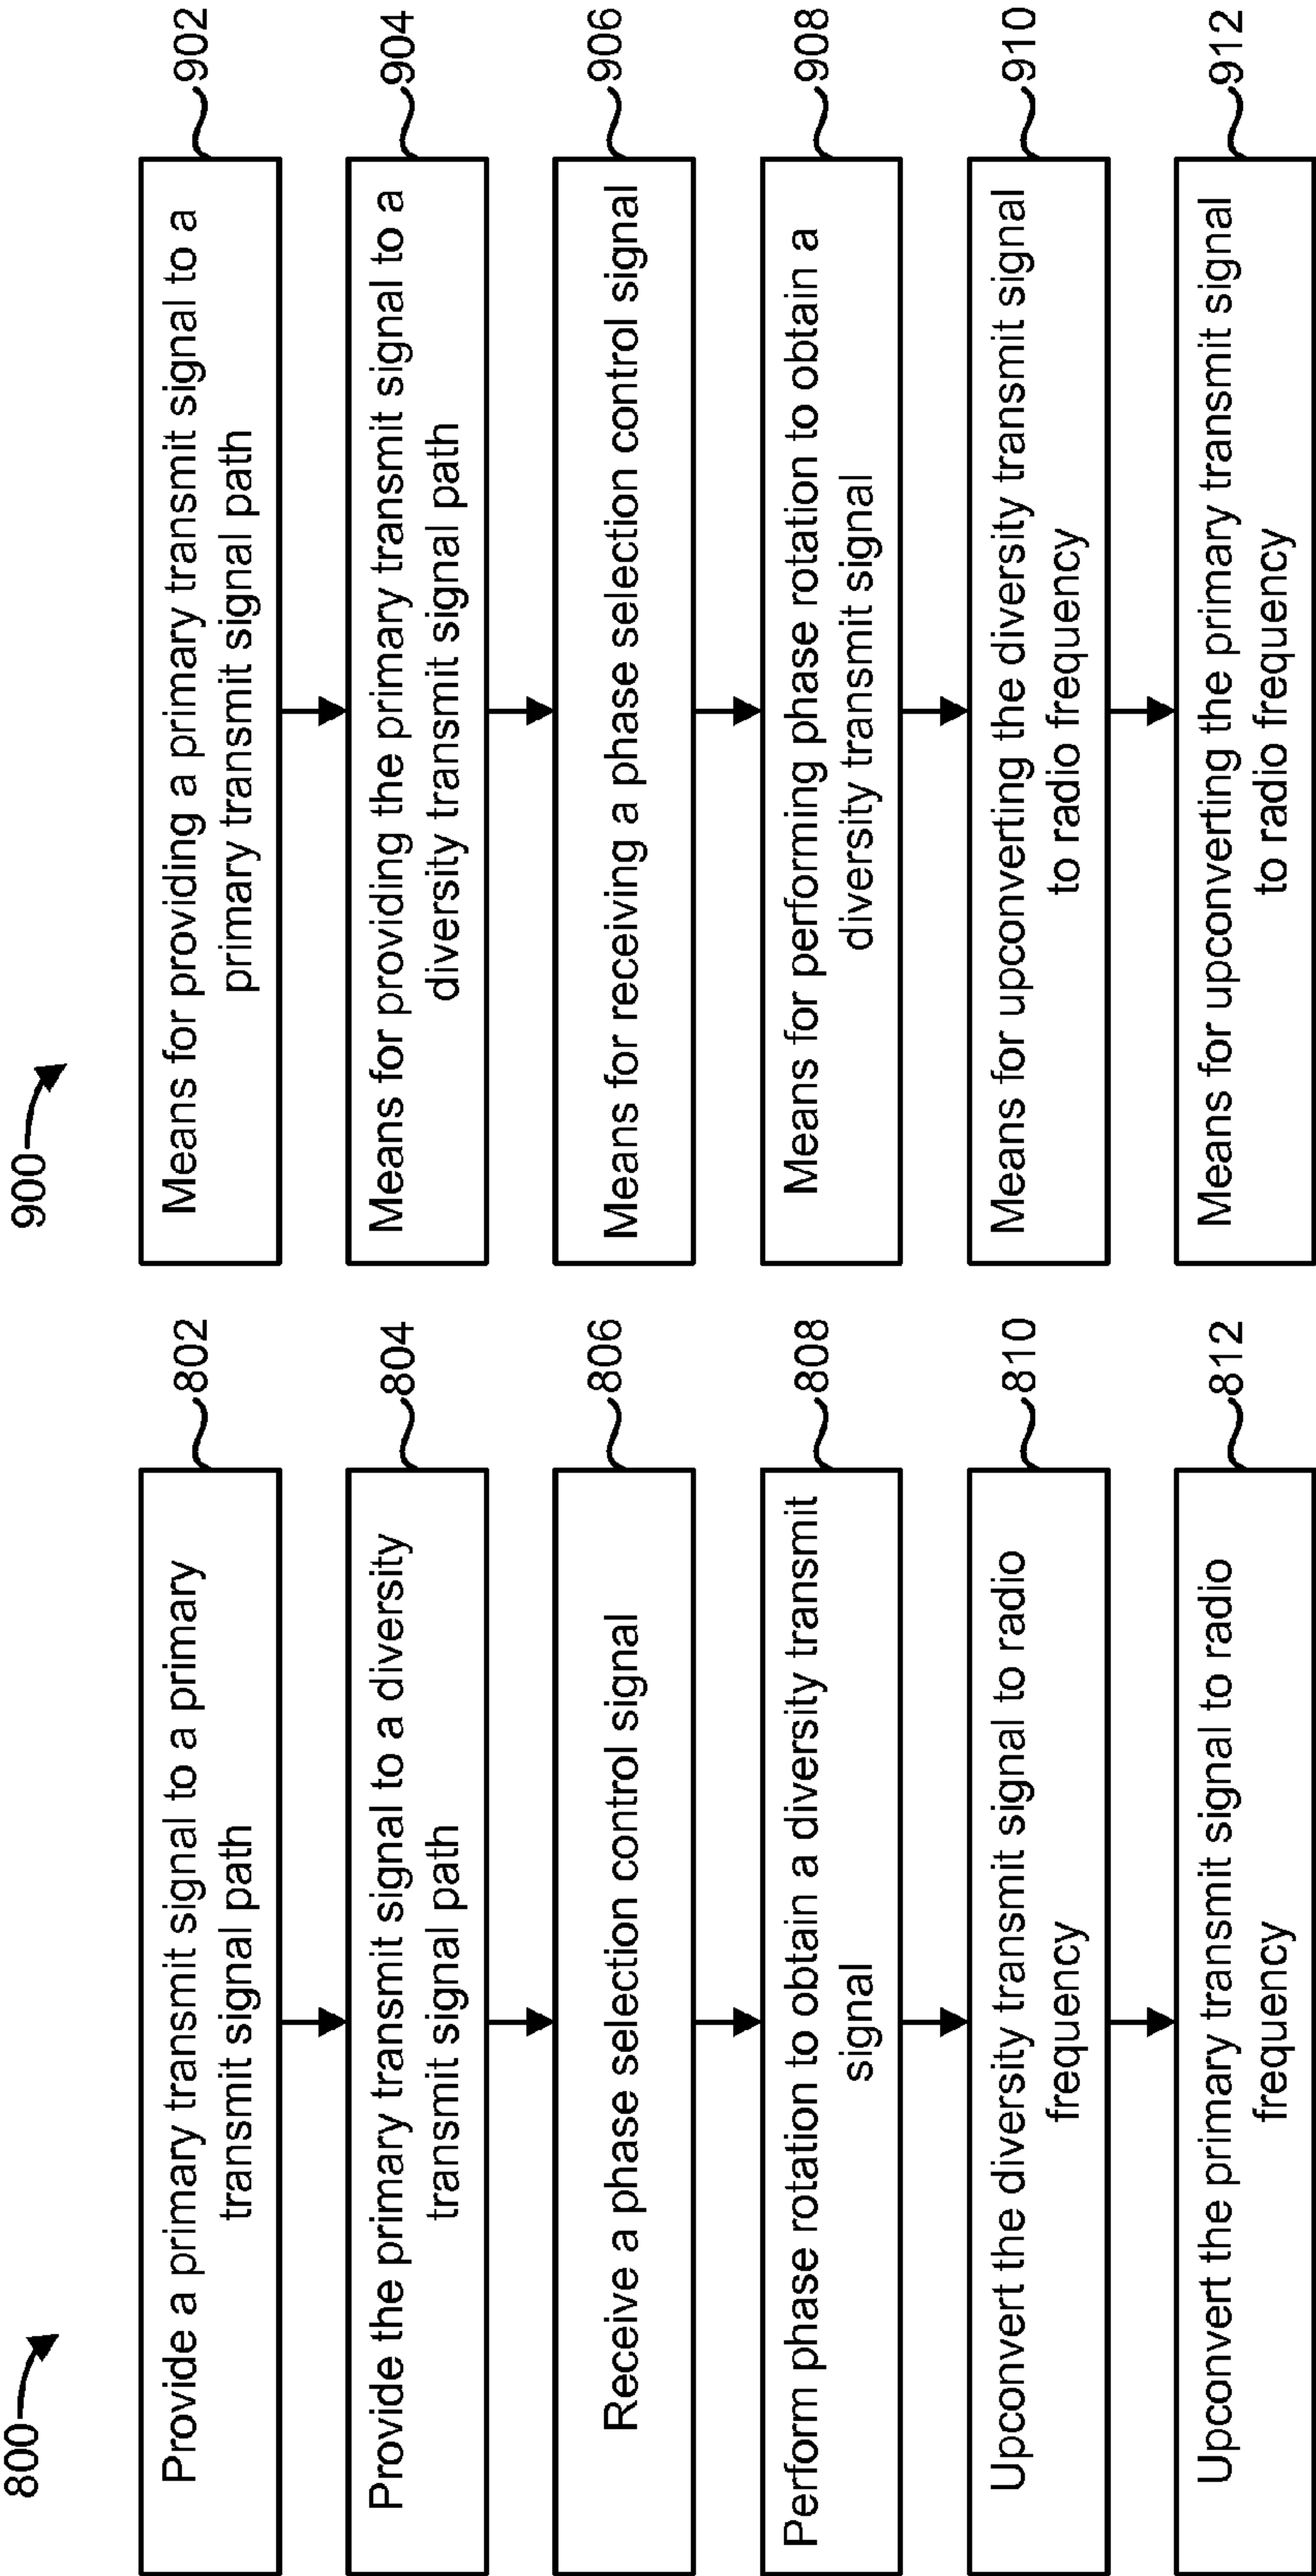 800
Provide a primary transmit signal to a primary
transmit signal path
802
Provide the primary transmit signal to a diversity
transmit signal path
804
Receive a phase selection control signal
806
Perform phase rotation to obtain a diversity transmit
signal
808
Upconvert the diversity transmit signal to radio
frequency
810
Upconvert the primary transmit signal to radio
frequency
812
900
Means for providing a primary transmit signal to a
primary transmit signal path
902
Means for providing the primary transmit signal to a
diversity transmit signal path
904
Means for receiving a phase selection control signal
906
Means for performing phase rotation to obtain a
diversity transmit signal
908
Means for upconverting the diversity transmit signal
to radio frequency
910
Means for upconverting the primary transmit signal
to radio frequency
912